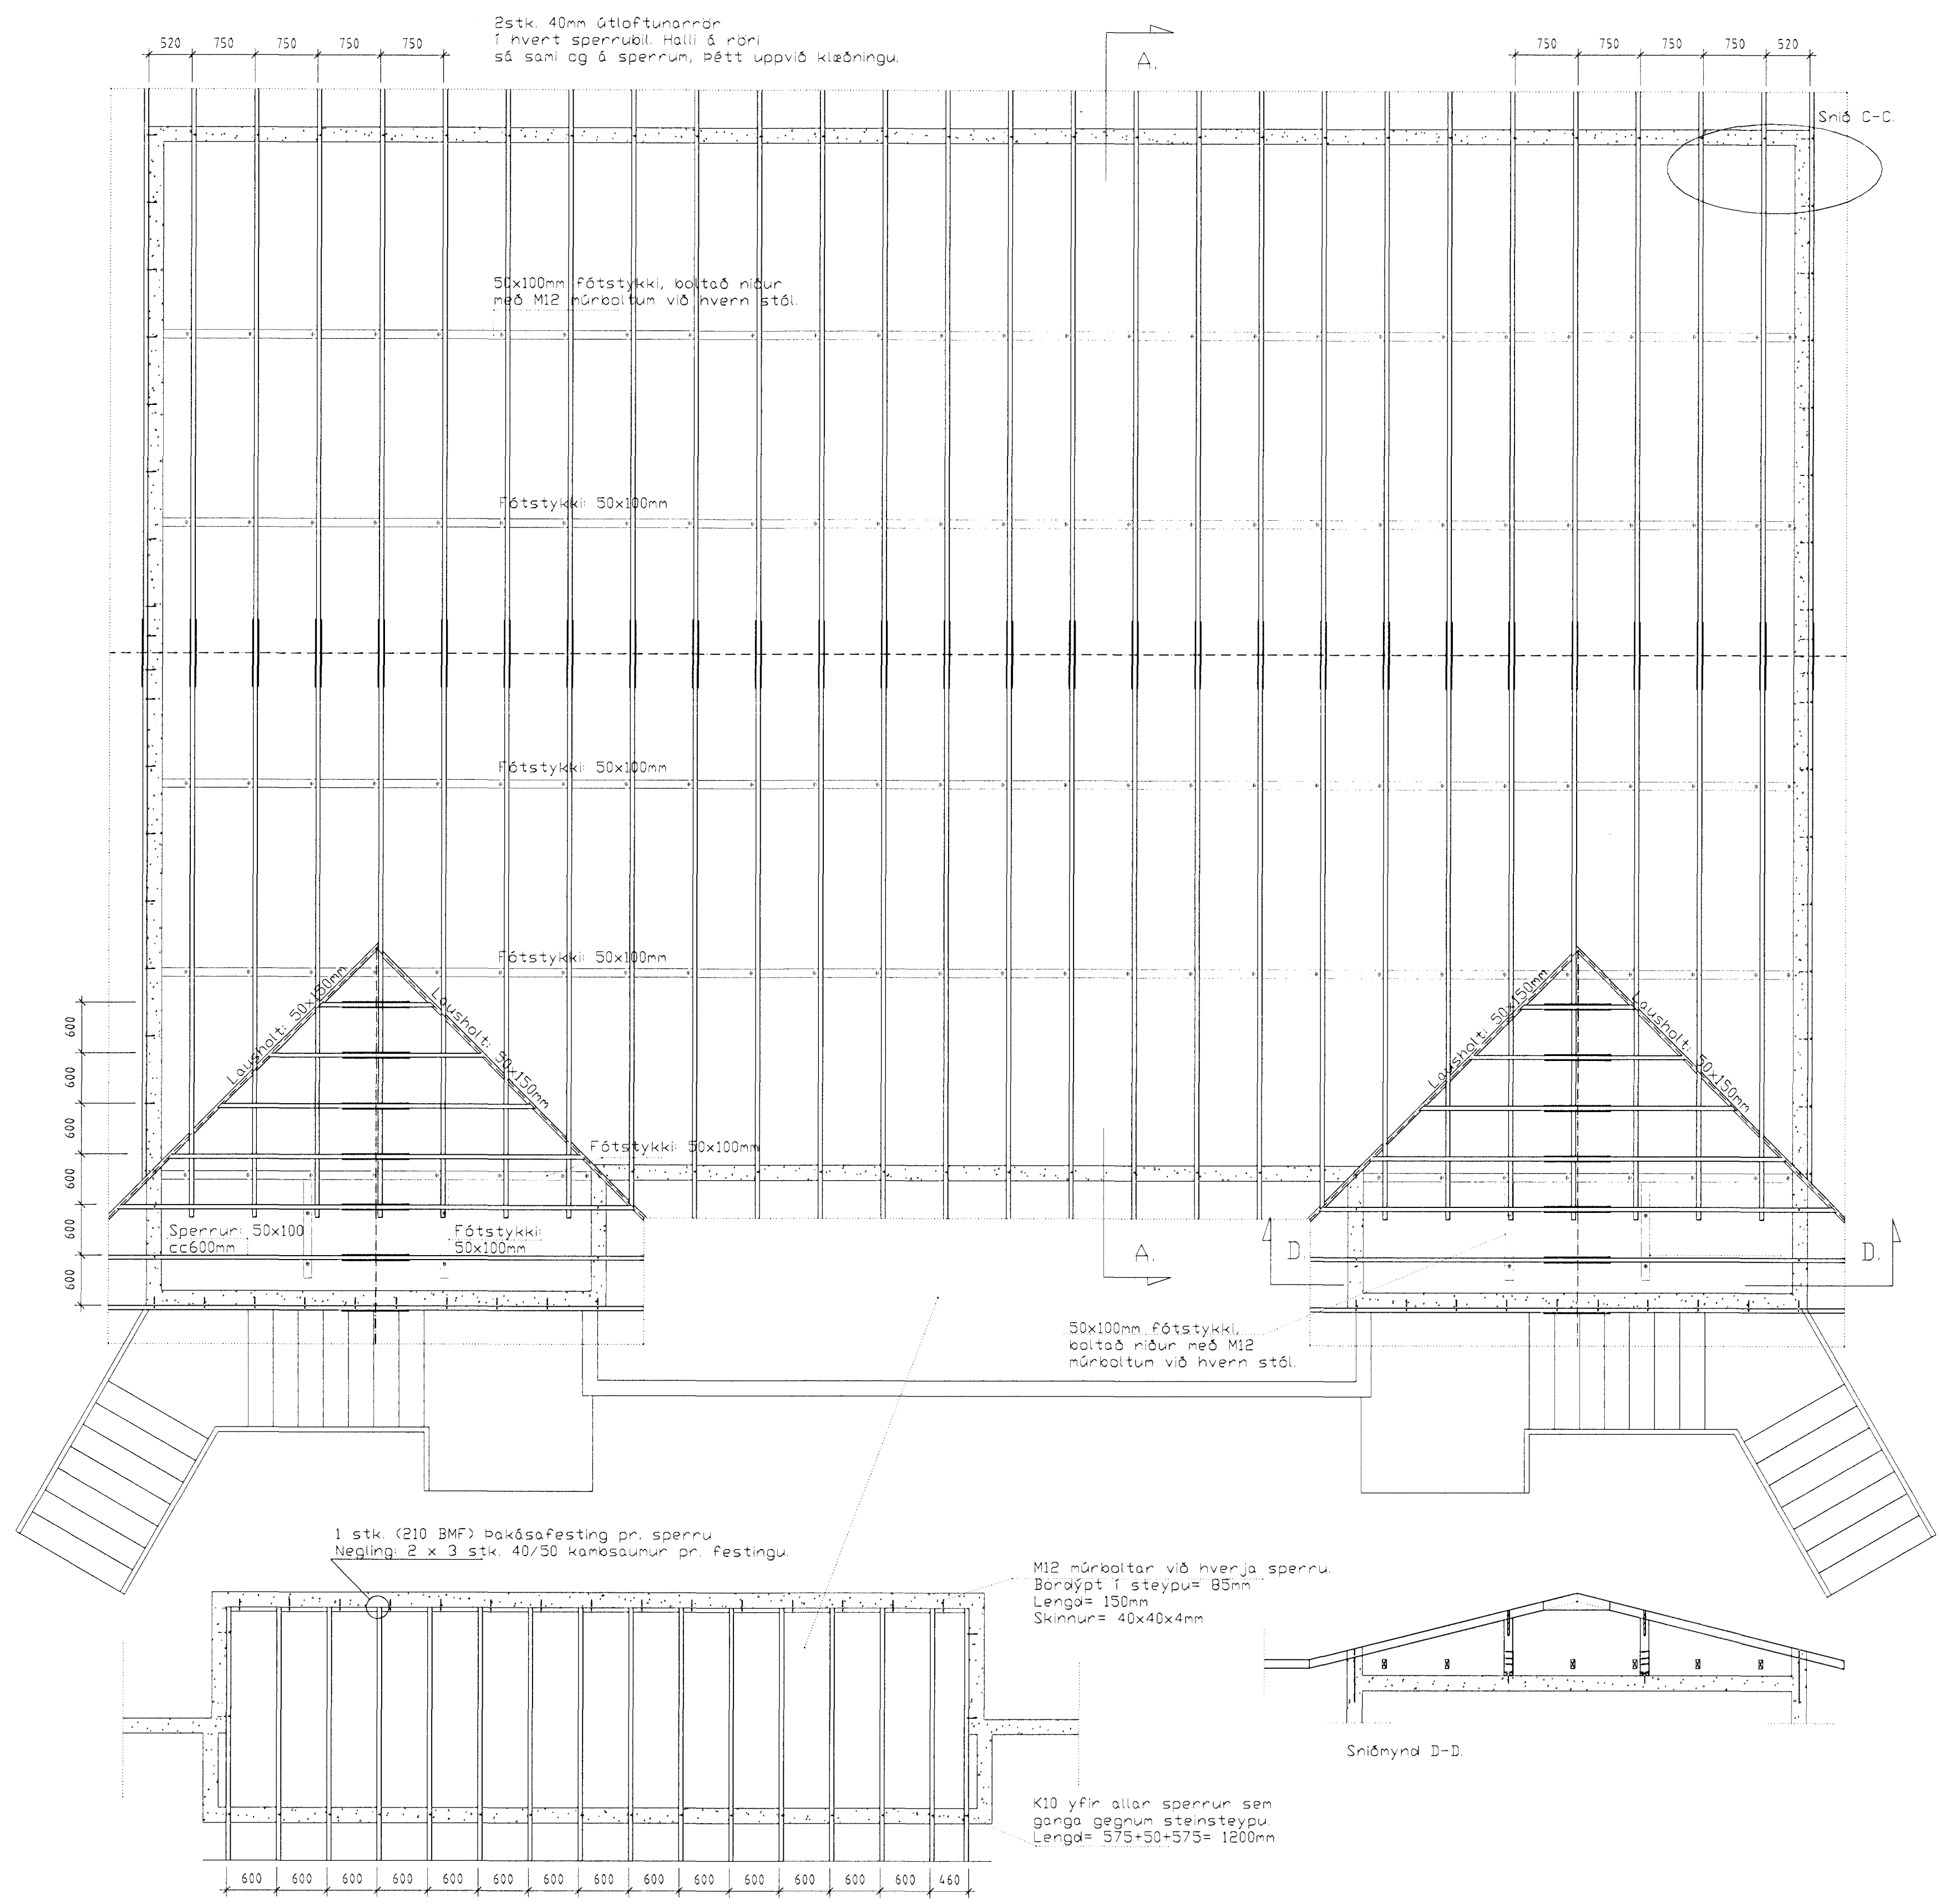 2stk. 40mm útloftunarrör
í hvert sperrubil. Halli á röri
sá sami og á sperrum, Þétt uppvið klæðningu.
520 750 750 750 750
A.
750 750 750 750 520
Snið C-C.
50x100mm fótstykki, boltað niður
með M12 múrboltum við hvern stól.
Fótstykki: 50x100mm
Fótstykki: 50x100mm
Fótstykki: 50x100mm
Lausholt: 50x150mm
Lausholt: 50x150mm
Lausholt: 50x150mm
Lausholt: 50x150mm
600
600
600
600
600
600
Fótstykki: 50x100mm
Sperrur: 50x100
cc600mm
Fótstykki:
50x100mm
A.
D.
D.
50x100mm fótstykki,
boltað niður með M12
múrboltum við hvern stól.
1 stk. (210 BMF) Þakásafesting pr. sperru
Negling: 2 x 3 stk. 40/50 kambsaumur pr. festingu.
M12 múrboltar við hverja sperru.
Bordýpt í steypu= 85mm
Lengd= 150mm
Skinnur= 40x40x4mm
Sniðmynd D-D.
K10 yfir allar sperrur sem
ganga gegnum steinsteypu.
Lengd= 575+50+575= 1200mm
600 600 600 600 600 600 600 600 600 600 600 600 600 600 460